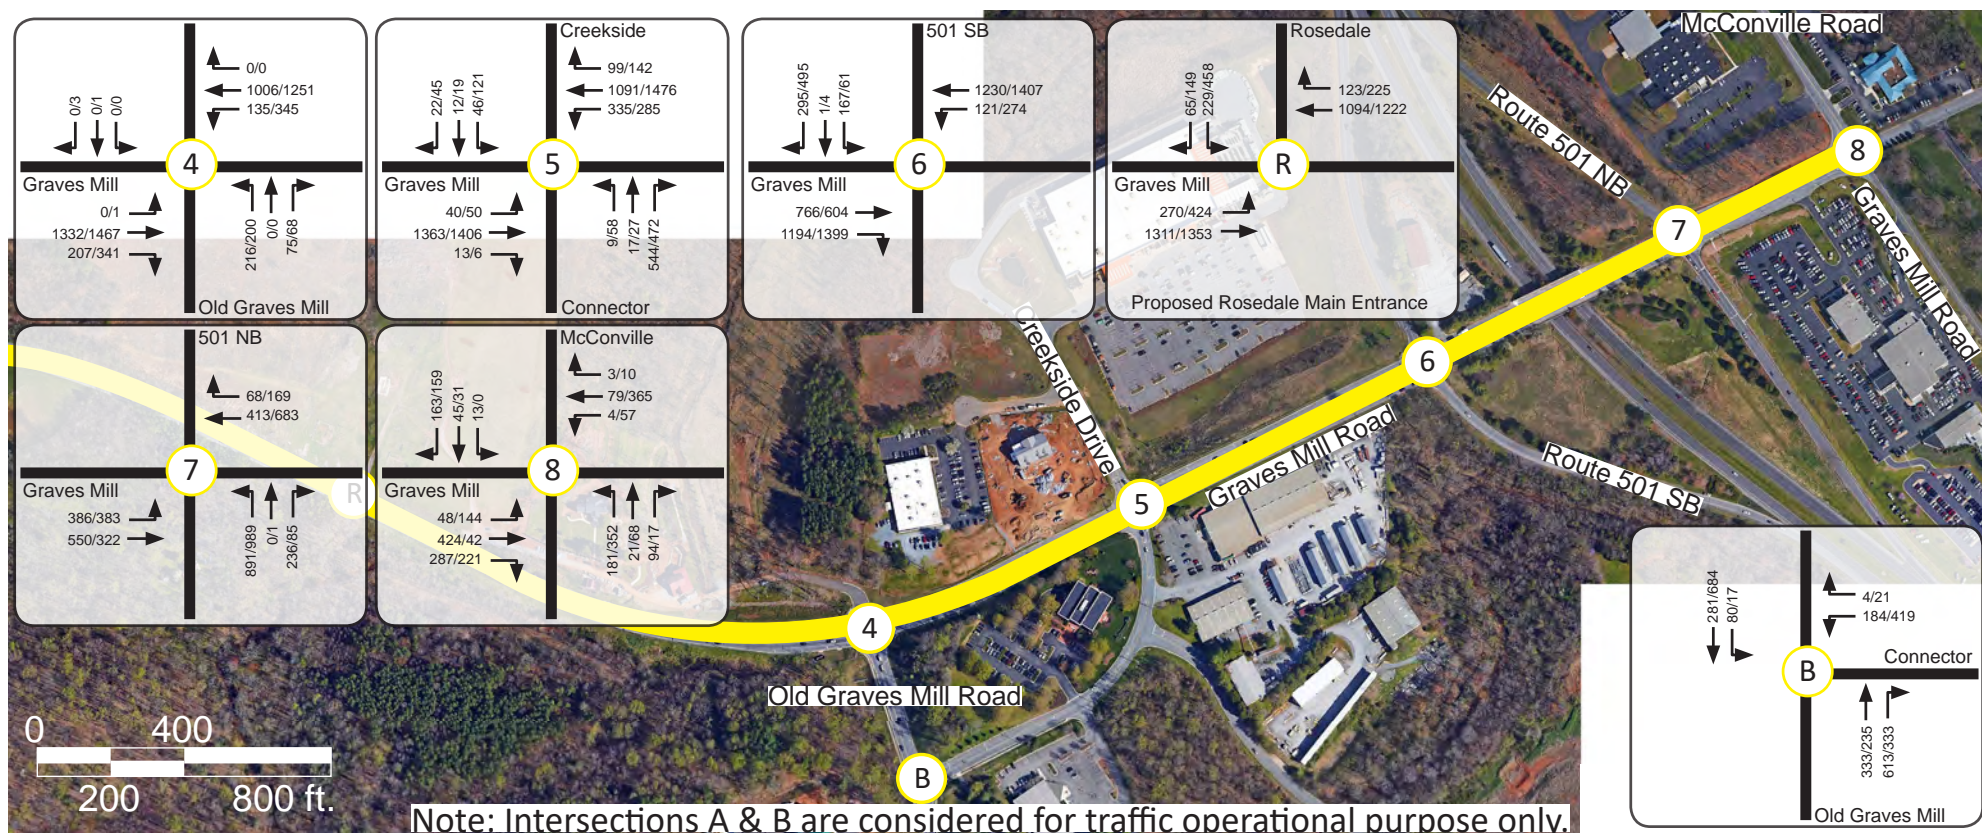 0/3
0/1
0/0
0/0
1006/1251
135/345
4
Graves Mill
0/1
1332/1467
207/341
216/200
0/0
75/68
Old Graves Mill
Creekside
22/45
12/19
46/121
99/142
1091/1476
335/285
5
Graves Mill
40/50
1363/1406
13/6
9/58
17/27
544/472
Connector
501 SB
295/495
1/4
167/61
1230/1407
121/274
6
Graves Mill
766/604
1194/1399
Rosedale
65/149
229/458
123/225
1094/1222
R
Graves Mill
270/424
1311/1353
Proposed Rosedale Main Entrance
501 NB
68/169
413/683
7
Graves Mill
386/383
550/322
891/989
0/1
236/85
R
McConville
163/159
45/31
13/0
3/10
79/365
4/57
8
Graves Mill
48/144
424/42
287/221
181/352
21/68
94/17
McConville Road
Route 501 NB
8
7
Graves Mill Road
6
Creekside Drive
Graves Mill Road
Route 501 SB
5
4
Old Graves Mill Road
B
281/684
80/17
4/21
184/419
Connector
B
333/235
613/333
Old Graves Mill
0 400
200 800 ft.
Note: Intersections A & B are considered for traffic operational purpose only.